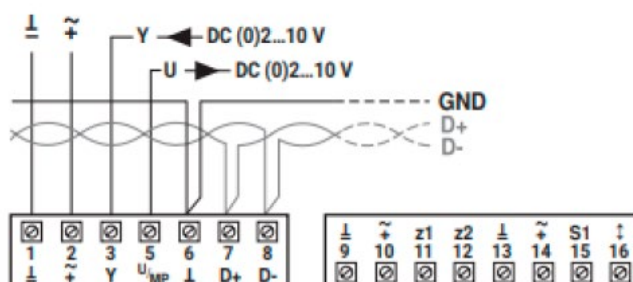 ⊥ ~+
Y DC (0)2...10 V
U DC (0)2...10 V
GND
D+
D-
1 2 3 5 6 7 8
⊥ ~+ Y U/MP ⊥ D+ D-
⊥ ~+ z1 z2 ⊥ ~+ S1 ↕
9 10 11 12 13 14 15 16